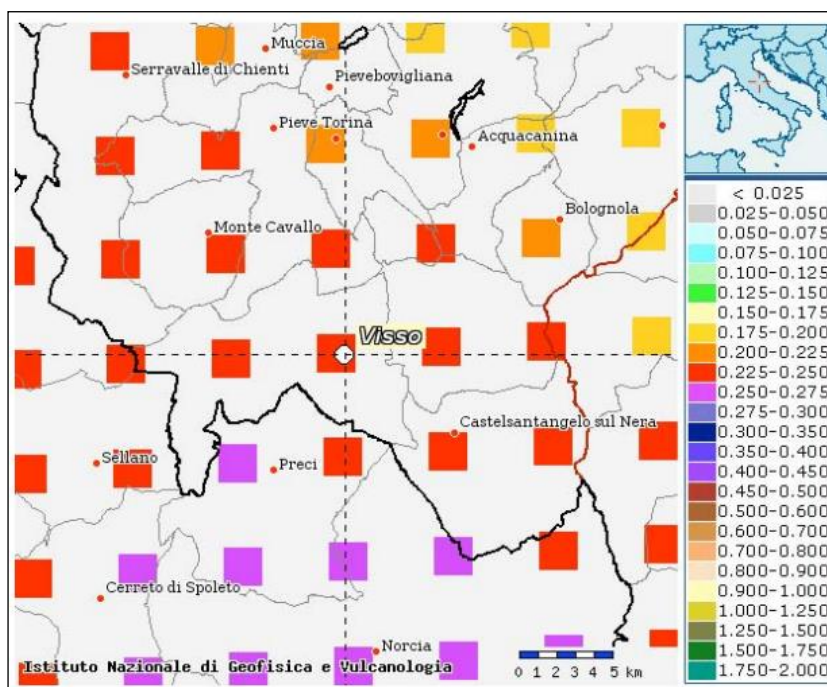 Muccia
Serravalle di Chienti
Pievebovigliana
Pieve Torina
Acquacanina
Bolognola
Monte Cavallo
Visso
Castelsantangelo sul Nera
Sellano
Preci
Cerreto di Spoleto
Norcia
Istituto Nazionale di Geofisica e Vulcanologia
0 1 2 3 4 5 km
< 0.025
0.025-0.050
0.050-0.075
0.075-0.100
0.100-0.125
0.125-0.150
0.150-0.175
0.175-0.200
0.200-0.225
0.225-0.250
0.250-0.275
0.275-0.300
0.300-0.350
0.350-0.400
0.400-0.450
0.450-0.500
0.500-0.600
0.600-0.700
0.700-0.800
0.800-0.900
0.900-1.000
1.000-1.250
1.250-1.500
1.500-1.750
1.750-2.000